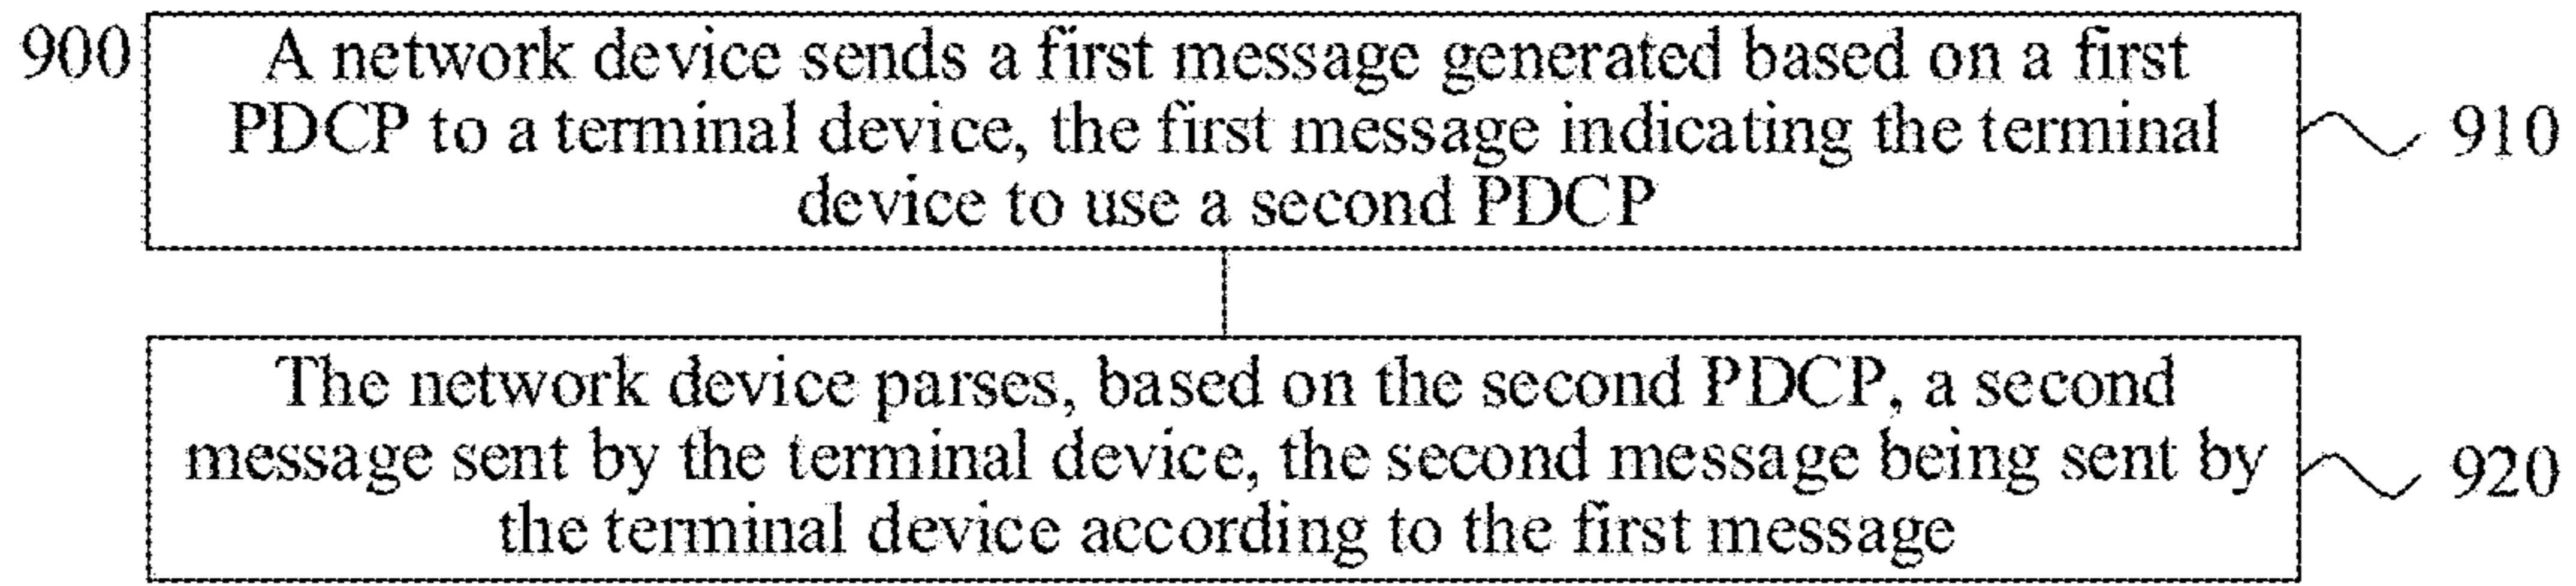 900
A network device sends a first message generated based on a first
PDCP to a terminal device, the first message indicating the terminal
device to use a second PDCP
910
The network device parses, based on the second PDCP, a second
message sent by the terminal device, the second message being sent by
the terminal device according to the first message
920